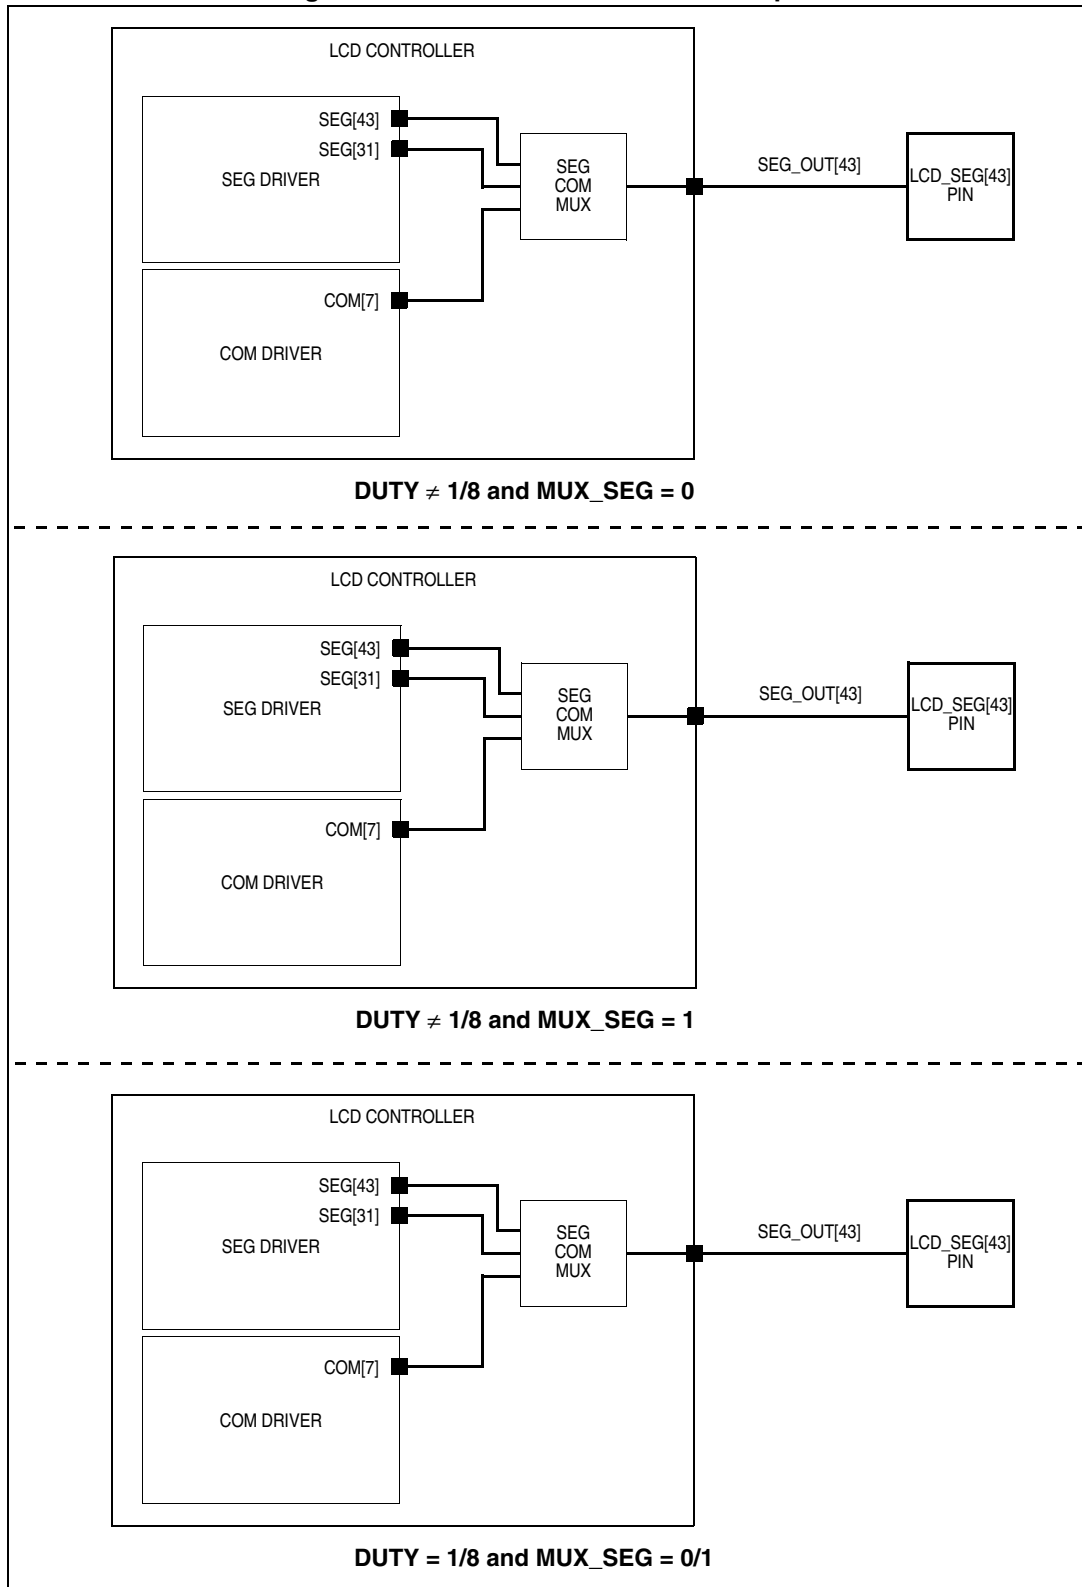 LCD CONTROLLER
SEG[43]
SEG[31]
SEG DRIVER
SEG
COM
MUX
SEG_OUT[43]
LCD_SEG[43]
PIN
COM[7]
COM DRIVER
DUTY ≠ 1/8 and MUX_SEG = 0
LCD CONTROLLER
SEG[43]
SEG[31]
SEG DRIVER
SEG
COM
MUX
SEG_OUT[43]
LCD_SEG[43]
PIN
COM[7]
COM DRIVER
DUTY ≠ 1/8 and MUX_SEG = 1
LCD CONTROLLER
SEG[43]
SEG[31]
SEG DRIVER
SEG
COM
MUX
SEG_OUT[43]
LCD_SEG[43]
PIN
COM[7]
COM DRIVER
DUTY = 1/8 and MUX_SEG = 0/1